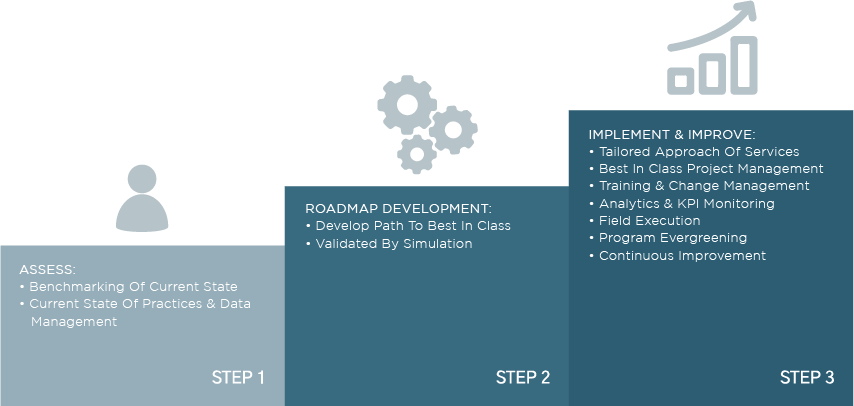 ASSESS:
• Benchmarking Of Current State
• Current State Of Practices & Data
Management
STEP 1
ROADMAP DEVELOPMENT:
• Develop Path To Best In Class
• Validated By Simulation
STEP 2
IMPLEMENT & IMPROVE:
• Tailored Approach Of Services
• Best In Class Project Management
• Training & Change Management
• Analytics & KPI Monitoring
• Field Execution
• Program Evergreening
• Continuous Improvement
STEP 3